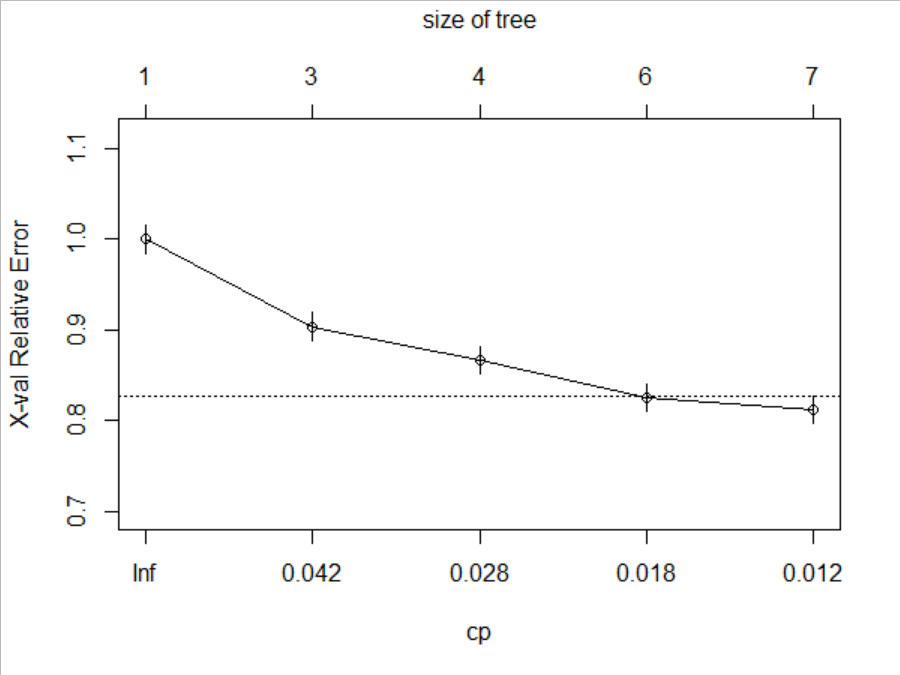 size of tree
1 3 4 6 7
X-val Relative Error
1.1
1.0
0.9
0.8
0.7
Inf 0.042 0.028 0.018 0.012
cp